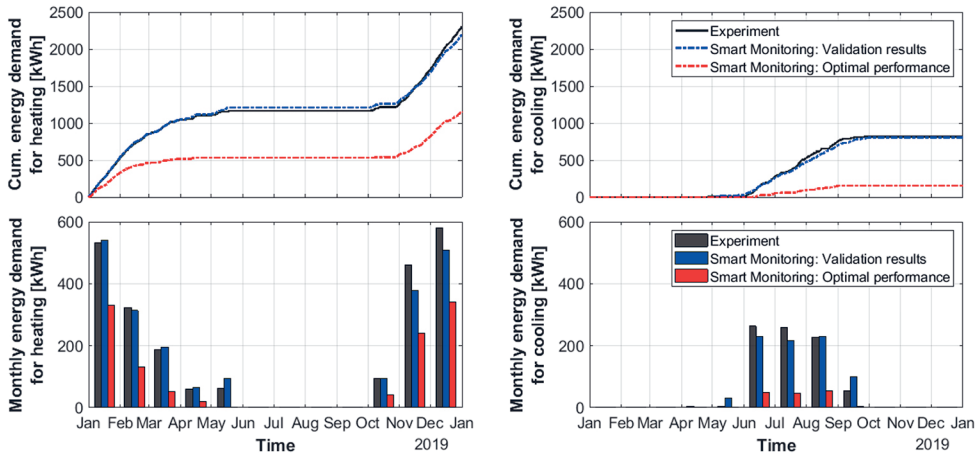 Cum. energy demand
for heating [kWh]
2500
2000
1500
1000
500
0
Cum. energy demand
for cooling [kWh]
2500
2000
1500
1000
500
0
Experiment
Smart Monitoring: Validation results
Smart Monitoring: Optimal performance
Monthly energy demand
for heating [kWh]
600
400
200
0
Jan Feb Mar Apr May Jun Jul Aug Sep Oct Nov Dec Jan
Time
2019
Monthly energy demand
for cooling [kWh]
600
400
200
0
Experiment
Smart Monitoring: Validation results
Smart Monitoring: Optimal performance
Jan Feb Mar Apr May Jun Jul Aug Sep Oct Nov Dec Jan
Time
2019